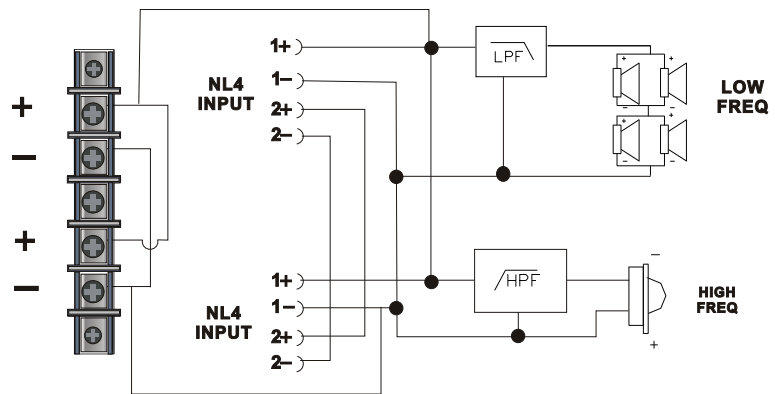 +
−
+
−
NL4
INPUT
1+
1−
2+
2−
NL4
INPUT
1+
1−
2+
2−
LPF
+
+
−
−
+
+
−
−
LOW
FREQ
HPF
−
+
HIGH
FREQ